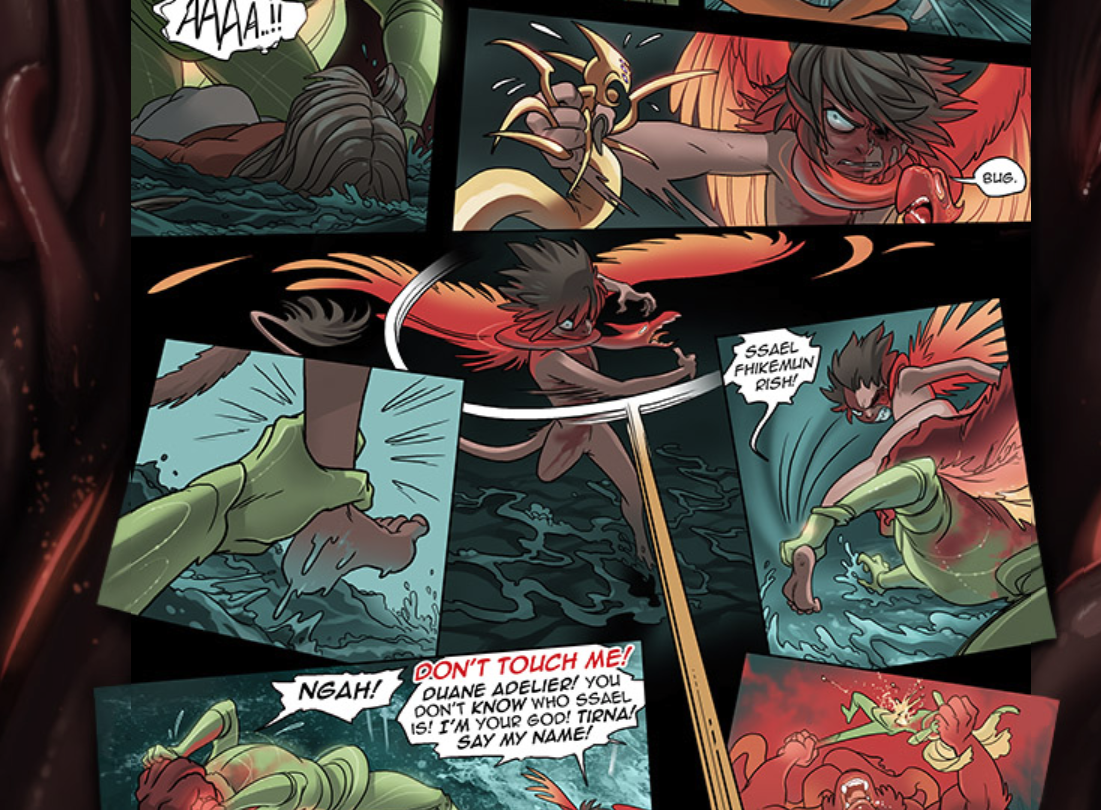 AAAA..!!
BUG.
SSAEL
FHIKEMUN
RISH!
NGAH!
DON'T TOUCH ME!
DUANE ADELIER! YOU
DON'T KNOW WHO SSAEL
IS! I'M YOUR GOD! TIRNA!
SAY MY NAME!